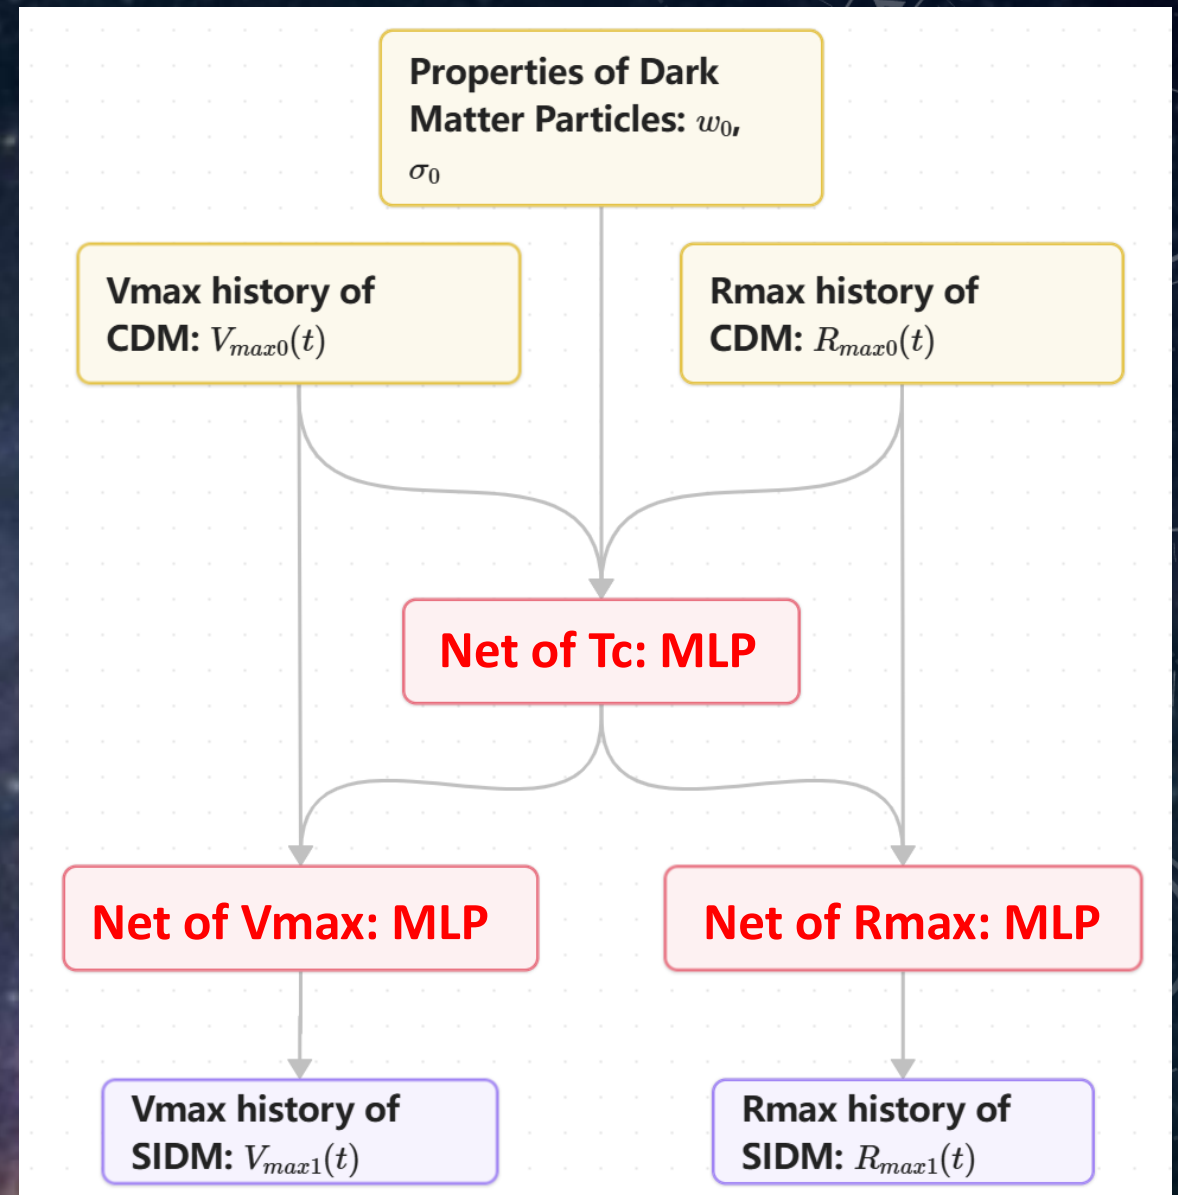 Properties of Dark
Matter Particles: w₀,
σ₀
Vmax history of
CDM: Vₘₐₓ₀(t)
Rmax history of
CDM: Rₘₐₓ₀(t)
Net of Tc: MLP
Net of Vmax: MLP
Net of Rmax: MLP
Vmax history of
SIDM: Vₘₐₓ₁(t)
Rmax history of
SIDM: Rₘₐₓ₁(t)